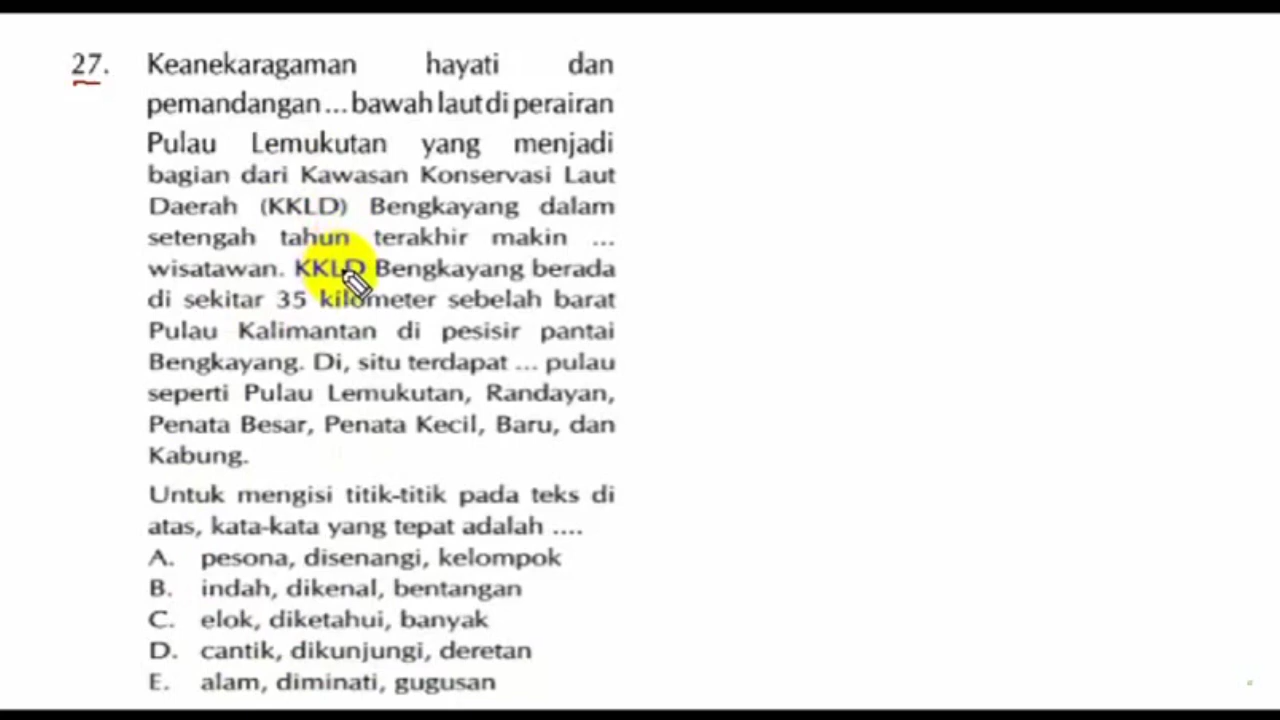 27. Keanekaragaman hayati dan
pemandangan ... bawah laut di perairan
Pulau Lemukutan yang menjadi
bagian dari Kawasan Konservasi Laut
Daerah (KKLD) Bengkayang dalam
setengah tahun terakhir makin ...
wisatawan. KKLD Bengkayang berada
di sekitar 35 kilometer sebelah barat
Pulau Kalimantan di pesisir pantai
Bengkayang. Di, situ terdapat ... pulau
seperti Pulau Lemukutan, Randayan,
Penata Besar, Penata Kecil, Baru, dan
Kabung.
Untuk mengisi titik-titik pada teks di
atas, kata-kata yang tepat adalah ....
A. pesona, disenangi, kelompok
B. indah, dikenal, bentangan
C. elok, diketahui, banyak
D. cantik, dikunjungi, deretan
E. alam, diminati, gugusan